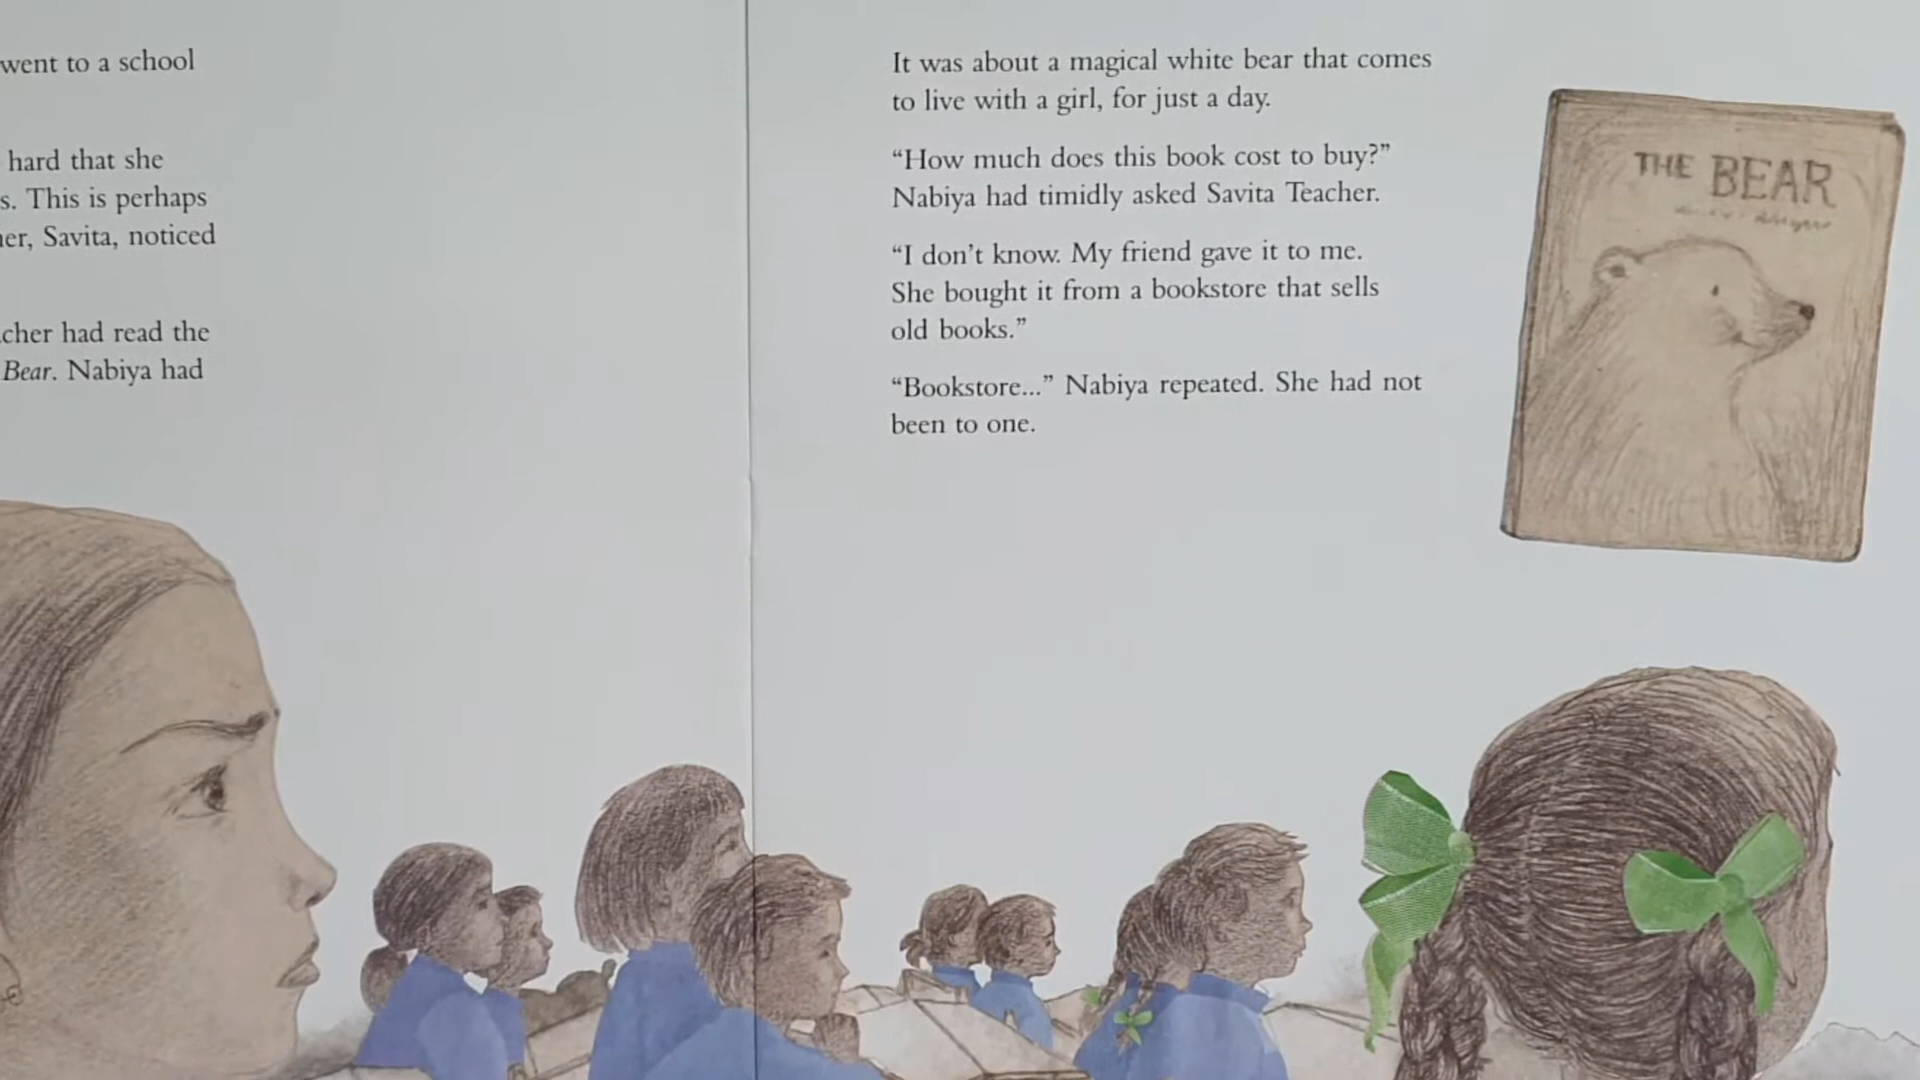 went to a school
hard that she
s. This is perhaps
er, Savita, noticed
cher had read the
Bear. Nabiya had
It was about a magical white bear that comes
to live with a girl, for just a day.
“How much does this book cost to buy?”
Nabiya had timidly asked Savita Teacher.
“I don’t know. My friend gave it to me.
She bought it from a bookstore that sells
old books.”
“Bookstore...” Nabiya repeated. She had not
been to one.
THE BEAR